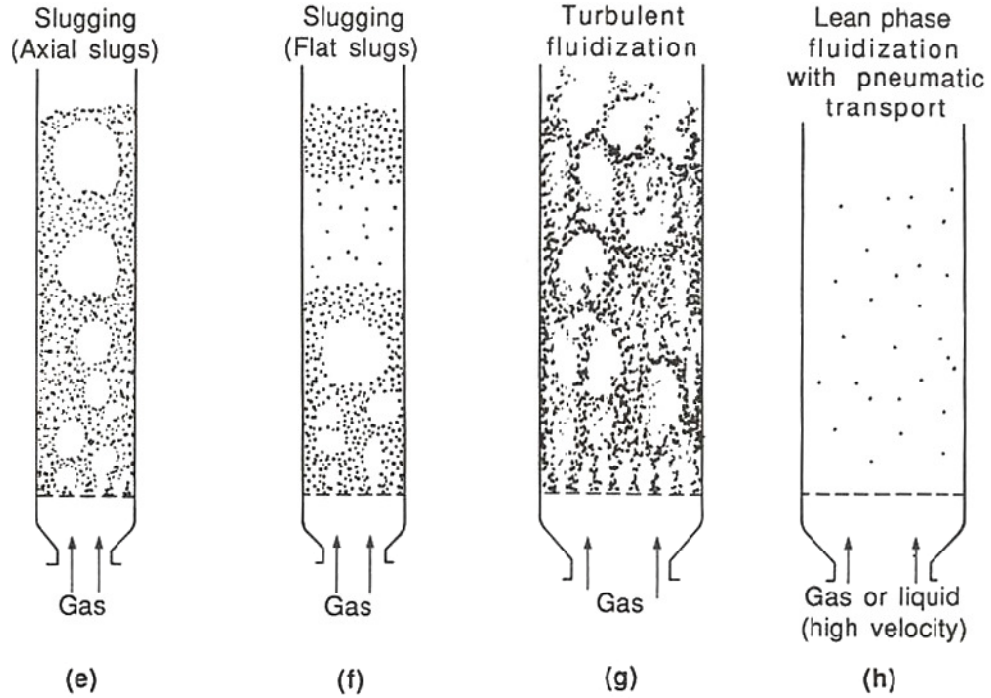 Slugging
(Axial slugs)
Slugging
(Flat slugs)
Turbulent
fluidization
Lean phase
fluidization
with pneumatic
transport
Gas
Gas
Gas
Gas or liquid
(high velocity)
(e)
(f)
(g)
(h)